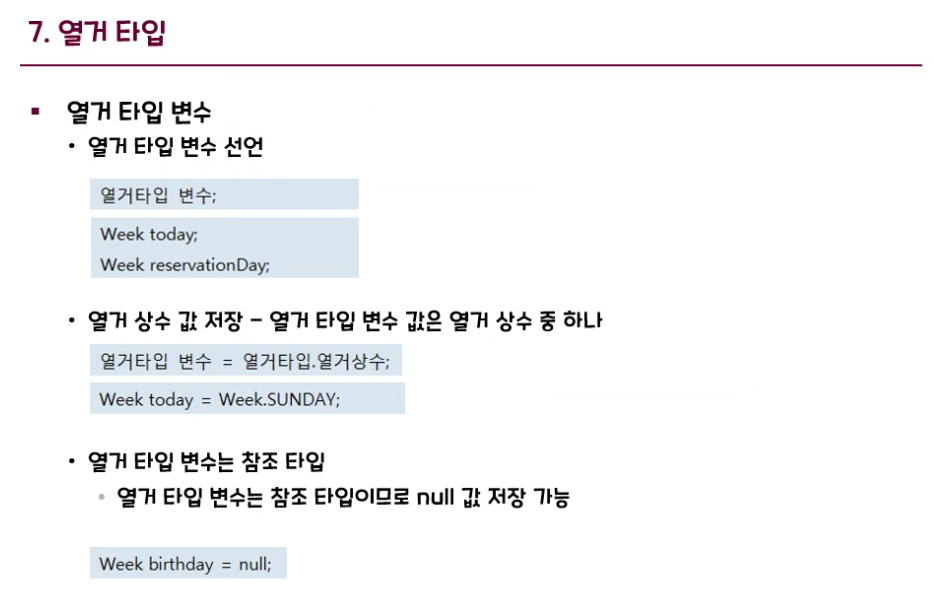 7. 열거 타입
▪ 열거 타입 변수
• 열거 타입 변수 선언
열거타입 변수;
Week today;
Week reservationDay;
• 열거 상수 값 저장 – 열거 타입 변수 값은 열거 상수 중 하나
열거타입 변수 = 열거타입.열거상수;
Week today = Week.SUNDAY;
• 열거 타입 변수는 참조 타입
• 열거 타입 변수는 참조 타입이므로 null 값 저장 가능
Week birthday = null;